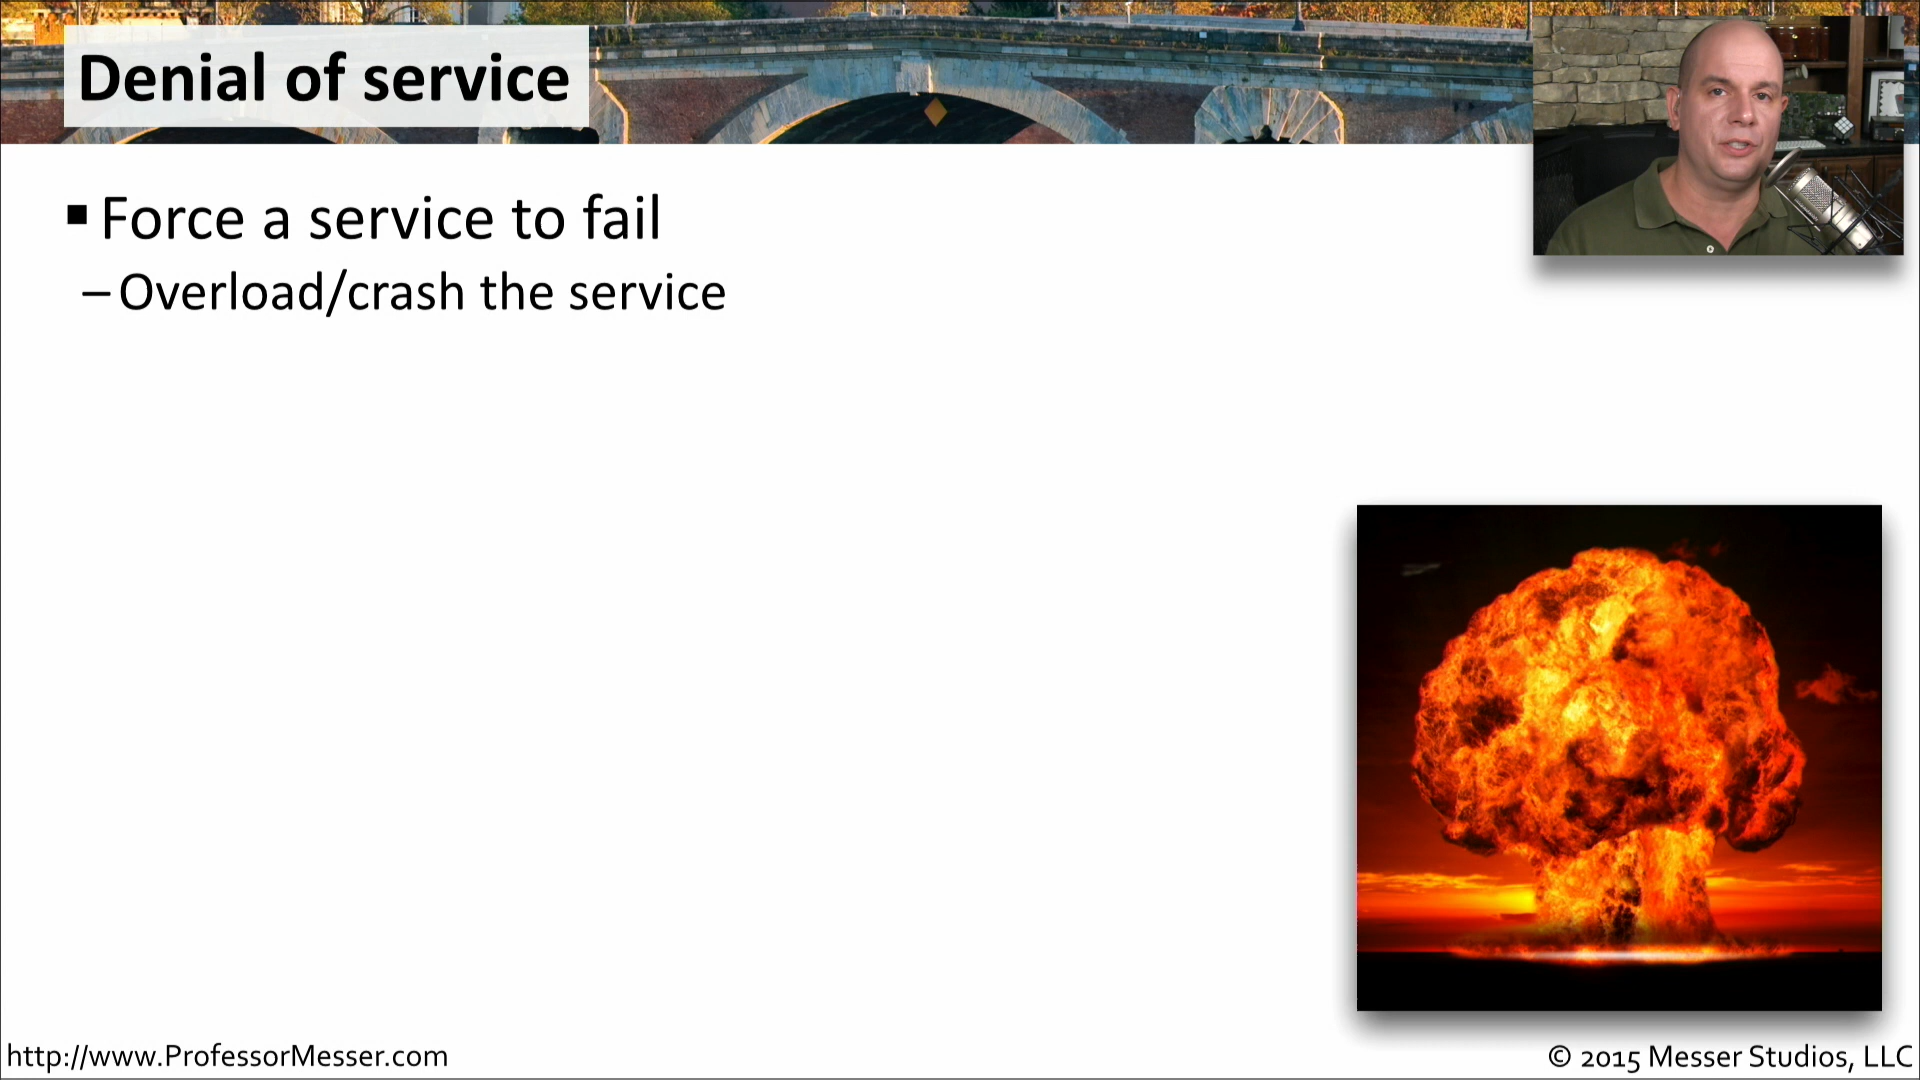 Denial of service
▪ Force a service to fail
– Overload/crash the service
http://www.ProfessorMesser.com
© 2015 Messer Studios, LLC